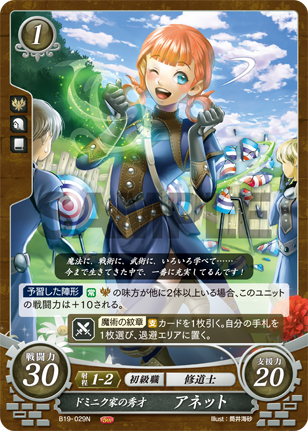 1
魔法に、戦術に、武術に、いろいろ学べて……
今まで生きてきた中で、一番に充実してるんです!
予習した陣形 常 の味方が他に2体以上いる場合、このユニット
の戦闘力は+10される。
魔術の紋章 支 カードを1枚引く。自分の手札を
1枚選び、退避エリアに置く。
戦闘力
30
射程 1-2 初級職 修道士
ドミニク家の秀才 アネット
支援力
20
B19-029N
Illust:筒井海砂